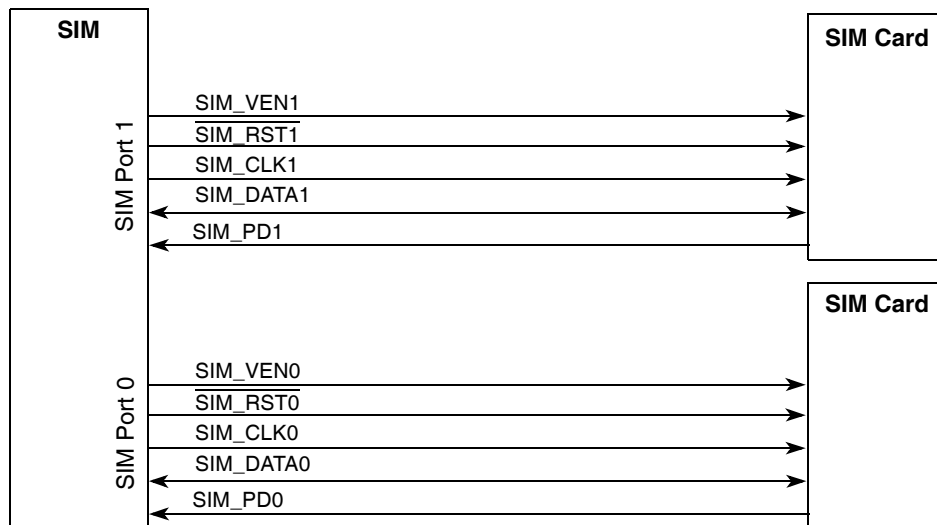 SIM
SIM Card
SIM Port 1
SIM_VEN1
SIM_RST1
SIM_CLK1
SIM_DATA1
SIM_PD1
SIM Card
SIM Port 0
SIM_VEN0
SIM_RST0
SIM_CLK0
SIM_DATA0
SIM_PD0